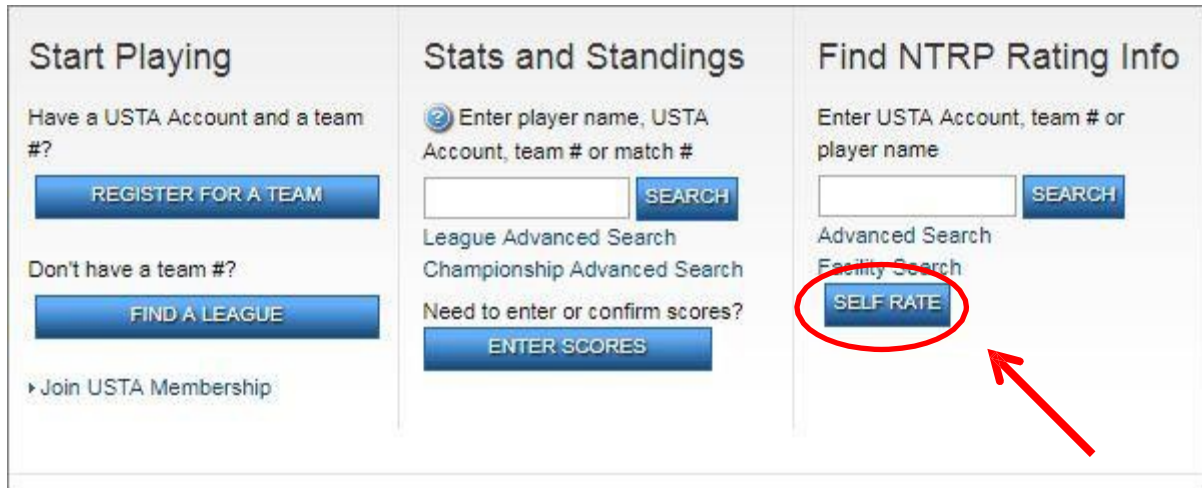 Start Playing
Have a USTA Account and a team
#?
REGISTER FOR A TEAM
Don't have a team #?
FIND A LEAGUE
Join USTA Membership
Stats and Standings
Enter player name, USTA
Account, team # or match #
SEARCH
League Advanced Search
Championship Advanced Search
Need to enter or confirm scores?
ENTER SCORES
Find NTRP Rating Info
Enter USTA Account, team # or
player name
SEARCH
Advanced Search
Facility Search
SELF RATE